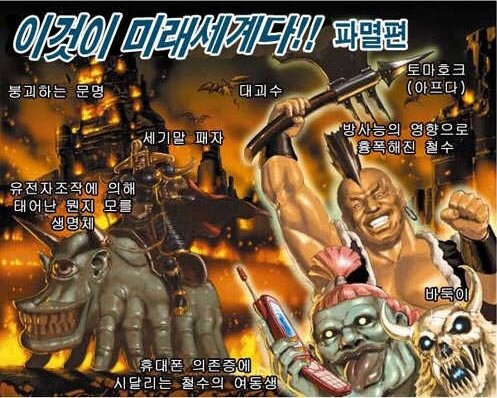 이것이 미래세계다!! 파멸편
토마호크
(아프다)
붕괴하는 문명
대괴수
세기말 패자
방사능의 영향으로
흉폭해진 철수
유전자조작에 의해
태어난 뭔지 모를
생명체
바둑이
휴대폰 의존증에
시달리는 철수의 여동생